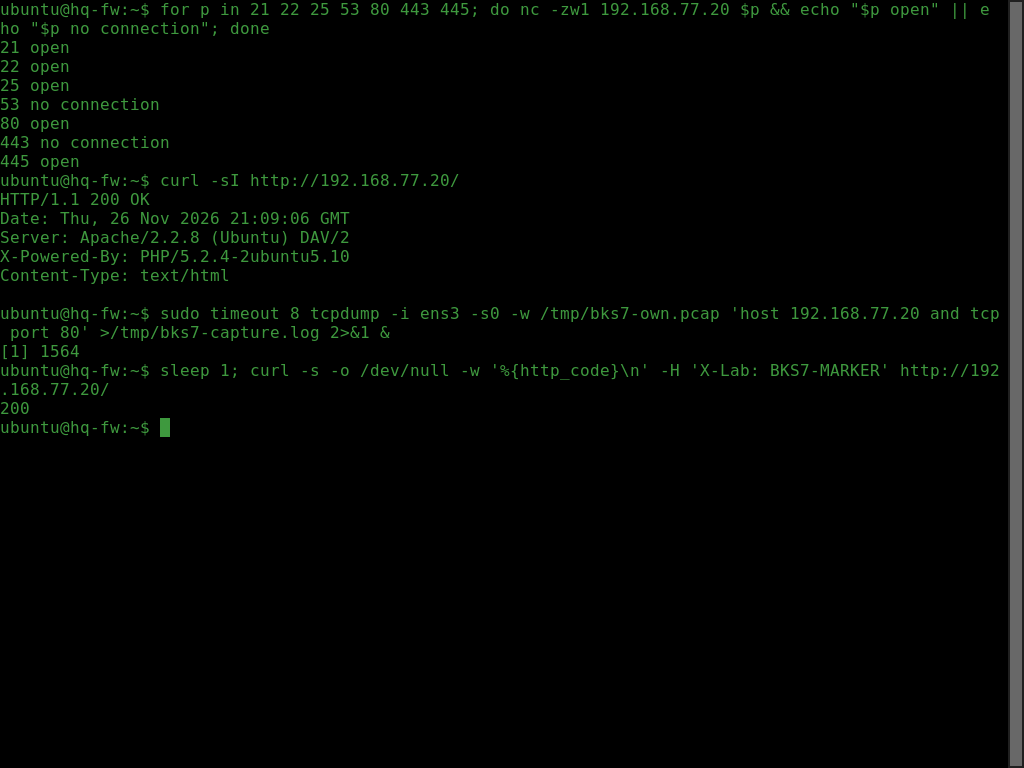 ubuntu@hq-fw:~$ for p in 21 22 25 53 80 443 445; do nc -zw1 192.168.77.20 $p && echo "$p open" || e
ho "$p no connection"; done
21 open
22 open
25 open
53 no connection
80 open
443 no connection
445 open
ubuntu@hq-fw:~$ curl -sI http://192.168.77.20/
HTTP/1.1 200 OK
Date: Thu, 26 Nov 2026 21:09:06 GMT
Server: Apache/2.2.8 (Ubuntu) DAV/2
X-Powered-By: PHP/5.2.4-2ubuntu5.10
Content-Type: text/html

ubuntu@hq-fw:~$ sudo timeout 8 tcpdump -i ens3 -s0 -w /tmp/bks7-own.pcap 'host 192.168.77.20 and tcp
 port 80' >/tmp/bks7-capture.log 2>&1 &
[1] 1564
ubuntu@hq-fw:~$ sleep 1; curl -s -o /dev/null -w '%{http_code}\n' -H 'X-Lab: BKS7-MARKER' http://192
.168.77.20/
200
ubuntu@hq-fw:~$